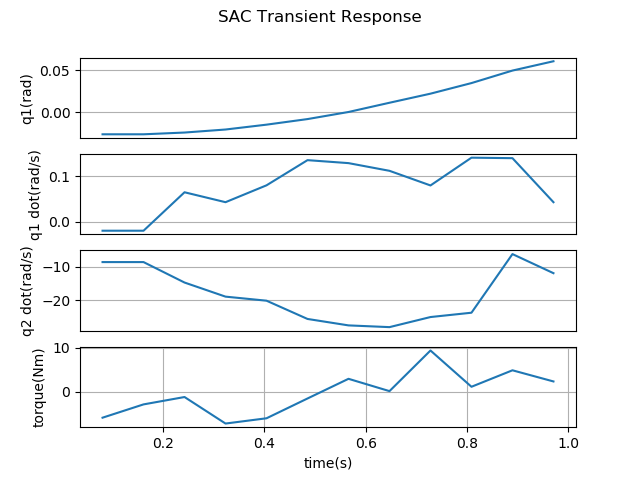 SAC Transient Response
q1(rad)
0.05
0.00
q1 dot(rad/s)
0.1
0.0
q2 dot(rad/s)
−10
−20
torque(Nm)
10
0
0.2 0.4 0.6 0.8 1.0
time(s)